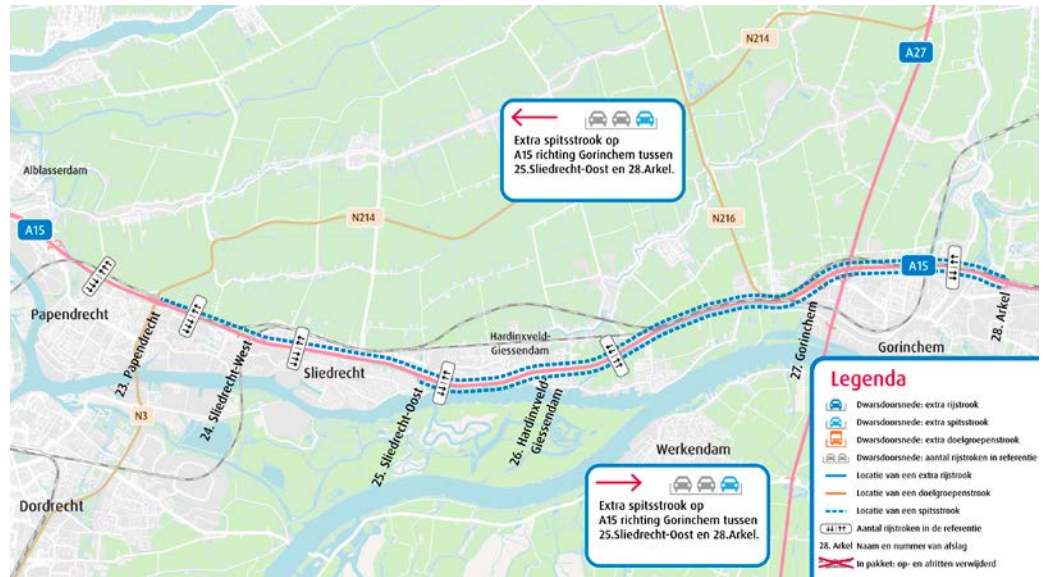 N214
A27
Extra spitsstrook op
A15 richting Gorinchem tussen
25.Sliedrecht-Oost en 28.Arkel.
Alblasserdam
A15
N214
N216
A15
Papendrecht
23. Papendrecht
24. Sliedrecht-West
Sliedrecht
25. Sliedrecht-Oost
Hardinxveld-
Giessendam
26. Hardinxveld-
Giessendam
27. Gorinchem
Gorinchem
28. Arkel
N3
Dordrecht
Werkendam
Extra spitsstrook op
A15 richting Gorinchem tussen
25.Sliedrecht-Oost en 28.Arkel.
Legenda
Dwarsdoorsnede: extra rijstrook
Dwarsdoorsnede: extra spitsstrook
Dwarsdoorsnede: extra doelgroepenstrook
Dwarsdoorsnede: aantal rijstroken in referentie
Locatie van een extra rijstrook
Locatie van een doelgroepenstrook
Locatie van een spitsstrook
Aantal rijstroken in de referentie
28. Arkel Naam en nummer van afslag
In pakket: op- en afritten verwijderd